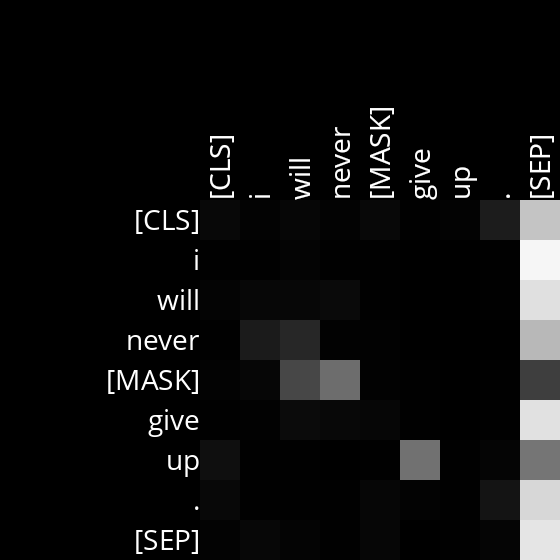 [CLS] i will never [MASK] give up . [SEP]
[CLS]
i
will
never
[MASK]
give
up
.
[SEP]